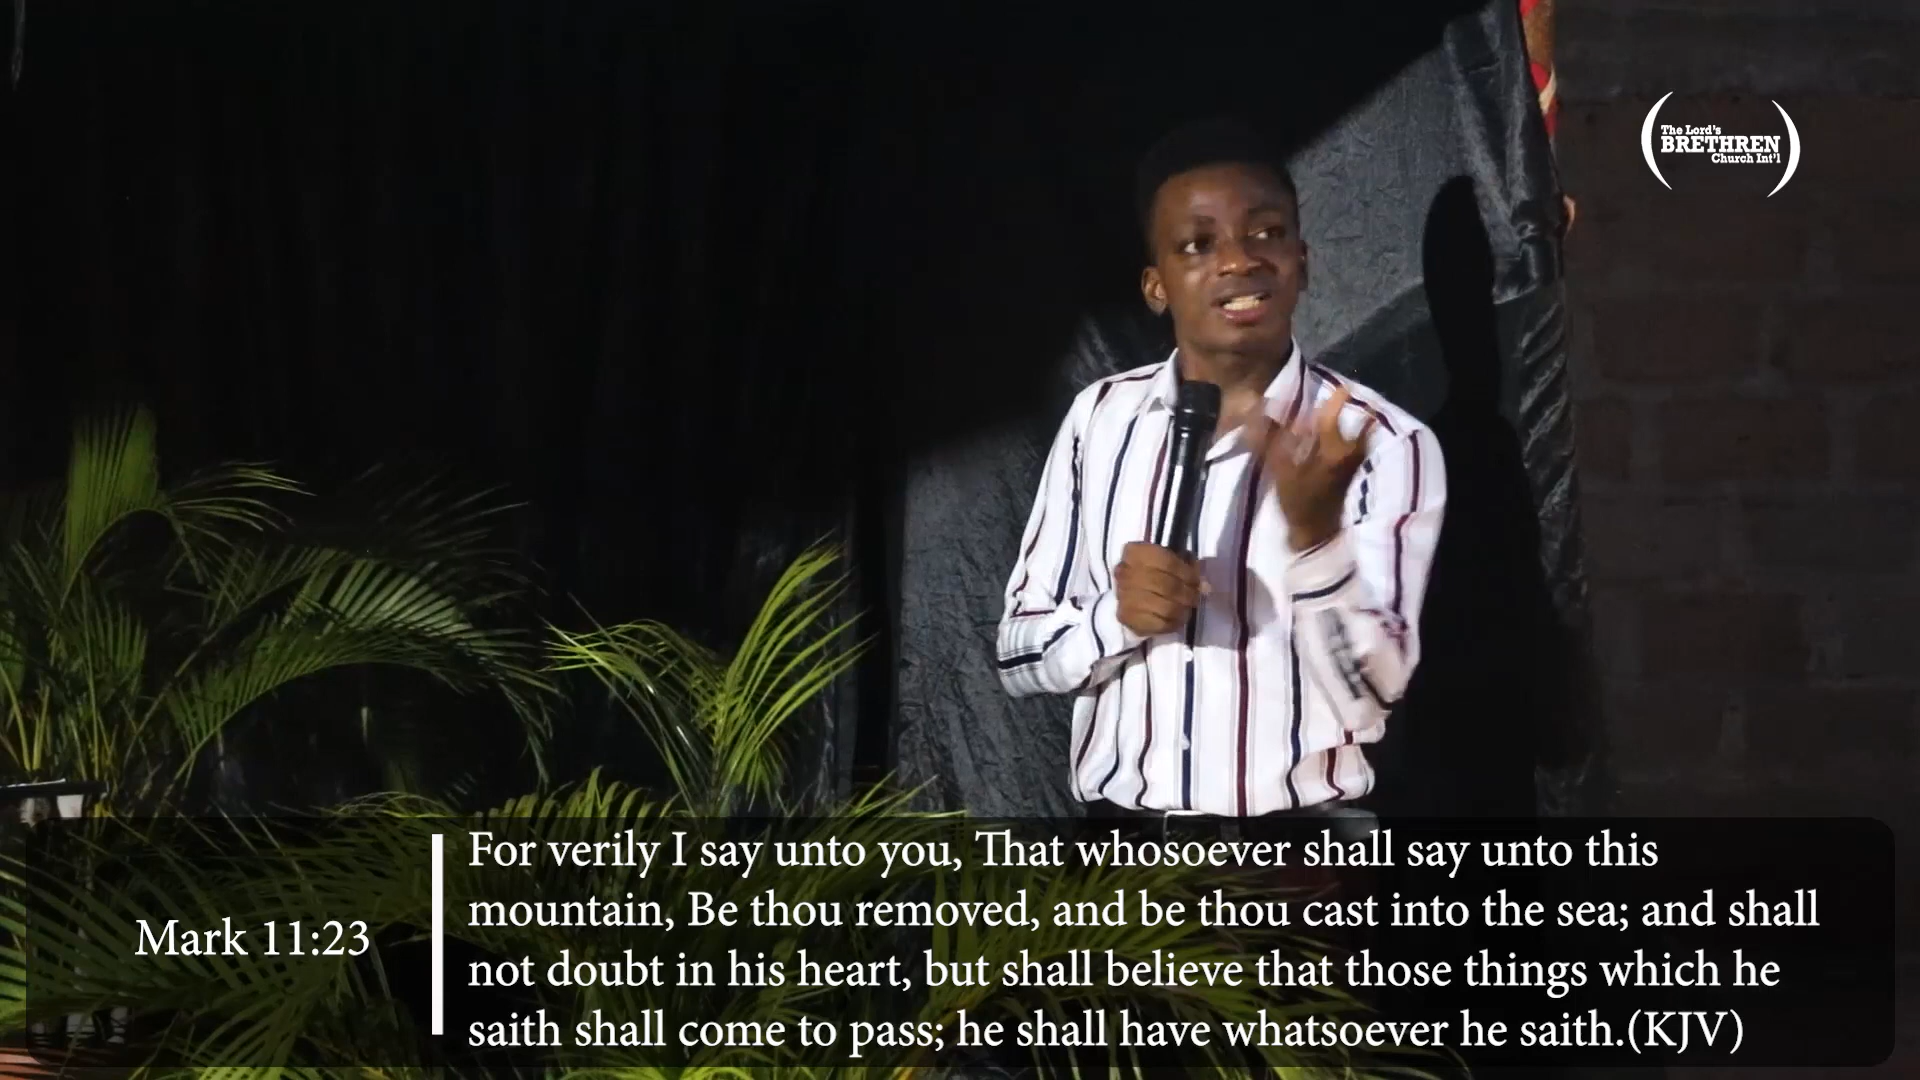 The Lord's
BRETHREN
Church Int'l
Mark 11:23
For verily I say unto you, That whosoever shall say unto this
mountain, Be thou removed, and be thou cast into the sea; and shall
not doubt in his heart, but shall believe that those things which he
saith shall come to pass; he shall have whatsoever he saith.(KJV)